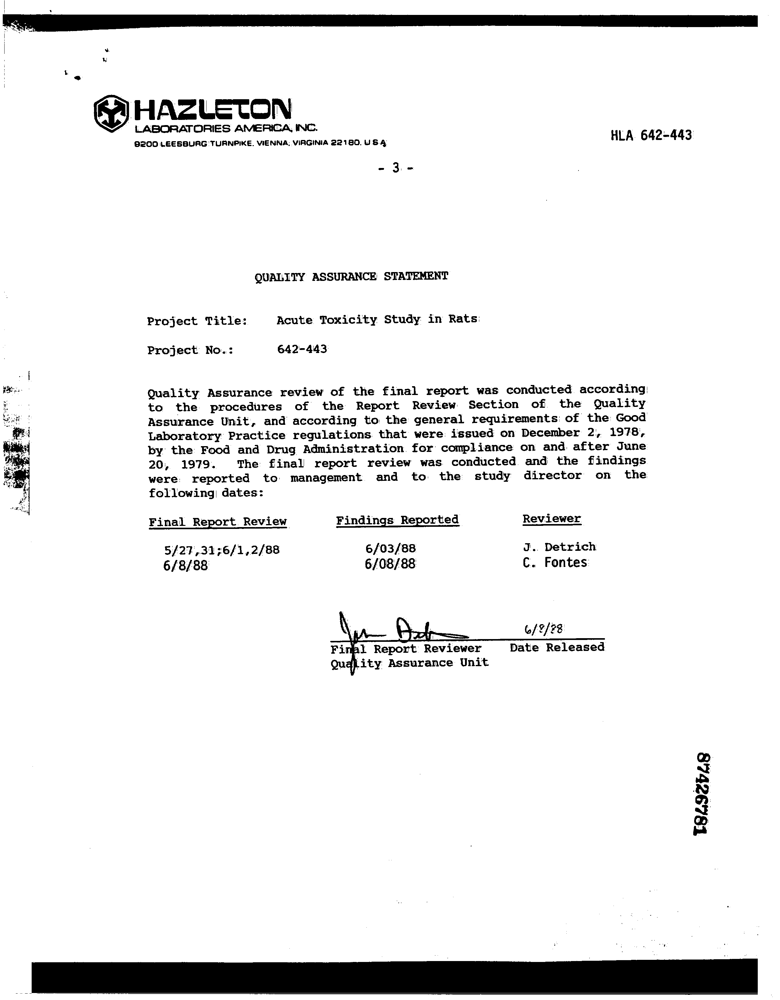 HAZLETON
LABORATORIES AMERICA, INC.
9200 LEESBURG TURNPIKE, VIENNA, VIRGINIA 22180, U S A
HLA 642-443
- 3 -
QUALITY ASSURANCE STATEMENT
Project Title: Acute Toxicity Study in Rats
Project No.: 642-443
Quality Assurance review of the final report was conducted according
to the procedures of the Report Review Section of the Quality
Assurance Unit, and according to the general requirements of the Good
Laboratory Practice regulations that were issued on December 2, 1978,
by the Food and Drug Administration for compliance on and after June
20, 1979. The final report review was conducted and the findings
were reported to management and to the study director on the
following dates:
Final Report Review Findings Reported Reviewer
5/27,31;6/1,2/88 6/03/88 J. Detrich
6/8/88 6/08/88 C. Fontes
Final Report Reviewer Date Released
Quality Assurance Unit
87426781